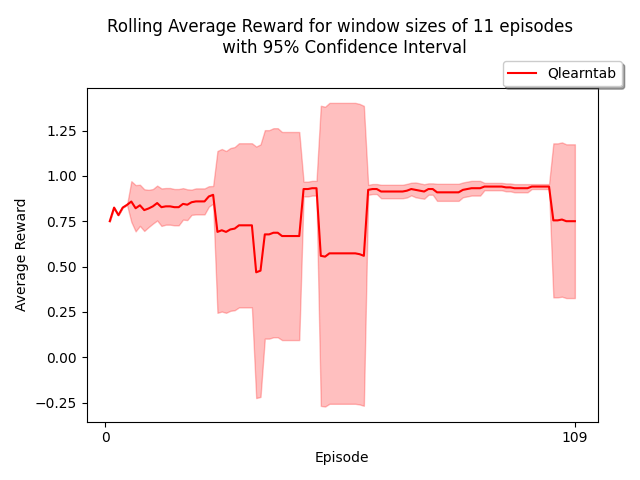 Rolling Average Reward for window sizes of 11 episodes
with 95% Confidence Interval
Qlearntab
1.25
1.00
0.75
0.50
0.25
0.00
−0.25
Average Reward
0
109
Episode